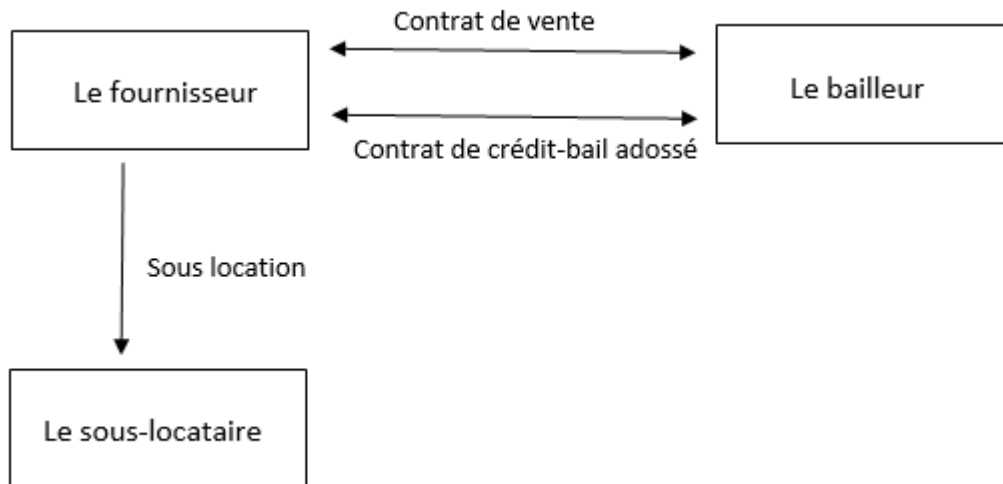 Contrat de vente
Le fournisseur
Le bailleur
Contrat de crédit-bail adossé
Sous location
Le sous-locataire